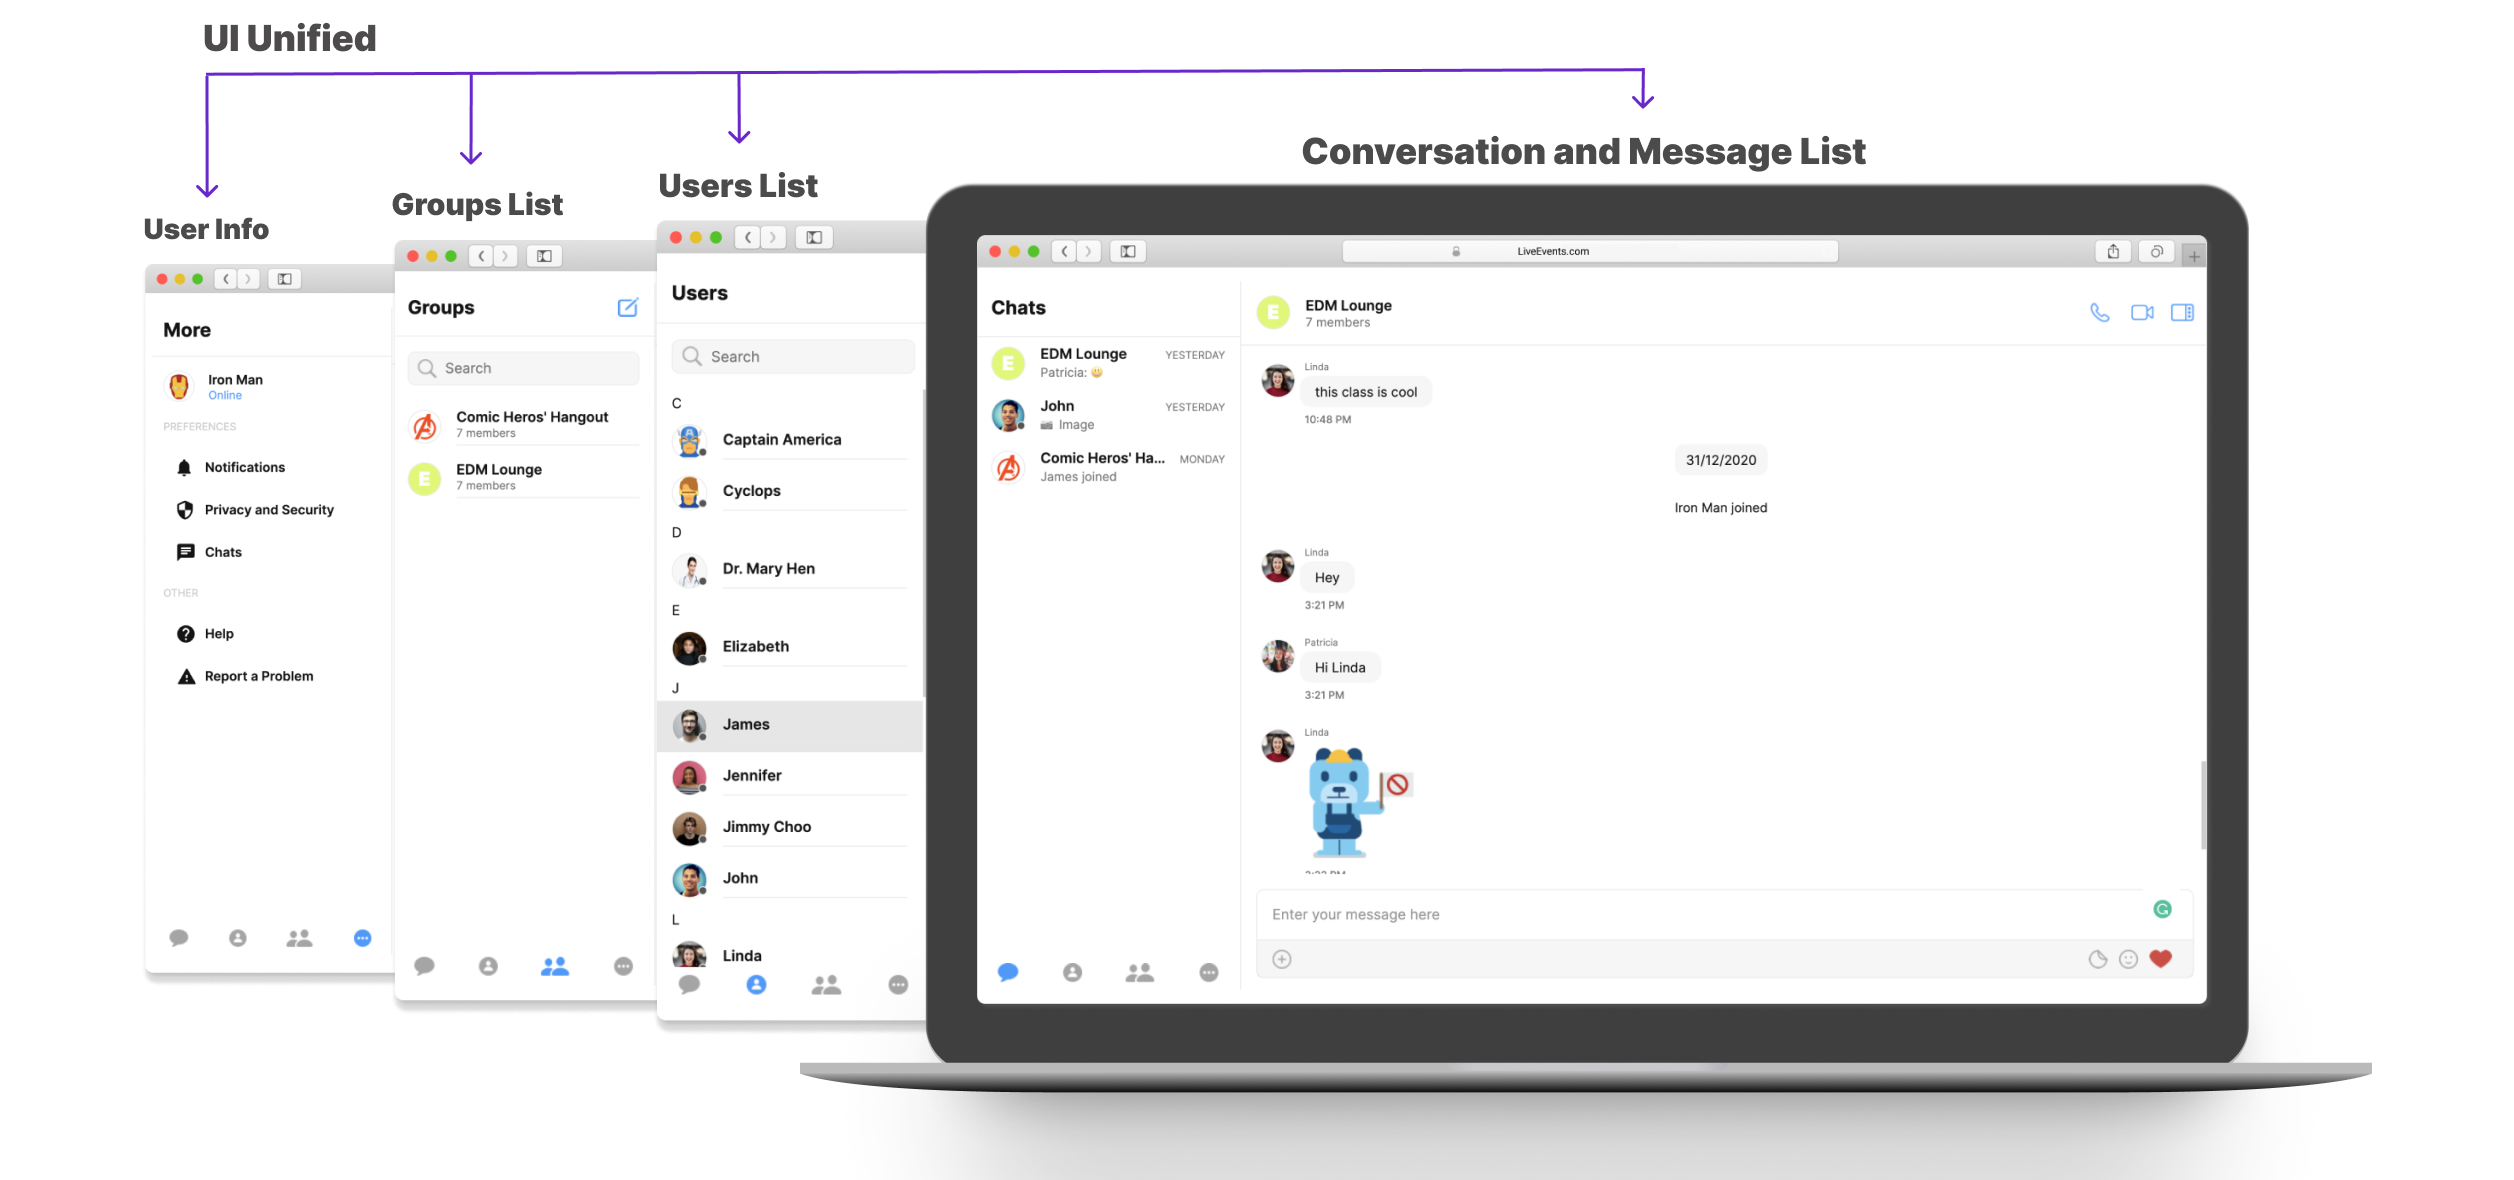 UI Unified
User Info
More
Iron Man
Online
PREFERENCES
Notifications
Privacy and Security
Chats
OTHER
Help
Report a Problem
Groups List
Groups
Search
Comic Heros' Hangout
7 members
E
EDM Lounge
7 members
Users List
Users
Search
C
Captain America
Cyclops
D
Dr. Mary Hen
E
Elizabeth
J
James
Jennifer
Jimmy Choo
John
L
Linda
Conversation and Message List
LiveEvents.com
Chats
E
EDM Lounge YESTERDAY
Patricia: 😃
John YESTERDAY
Image
Comic Heros' Ha... MONDAY
James joined
E
EDM Lounge
7 members
Linda
this class is cool
10:48 PM
31/12/2020
Iron Man joined
Linda
Hey
3:21 PM
Patricia
Hi Linda
3:21 PM
Linda
Enter your message here